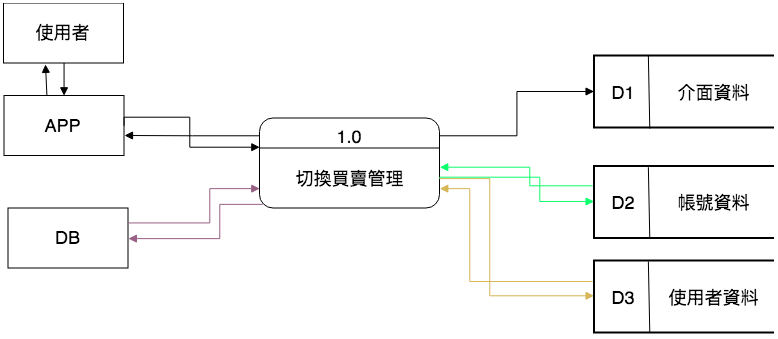 使用者
APP
DB
1.0
切換買賣管理
D1 介面資料
D2 帳號資料
D3 使用者資料